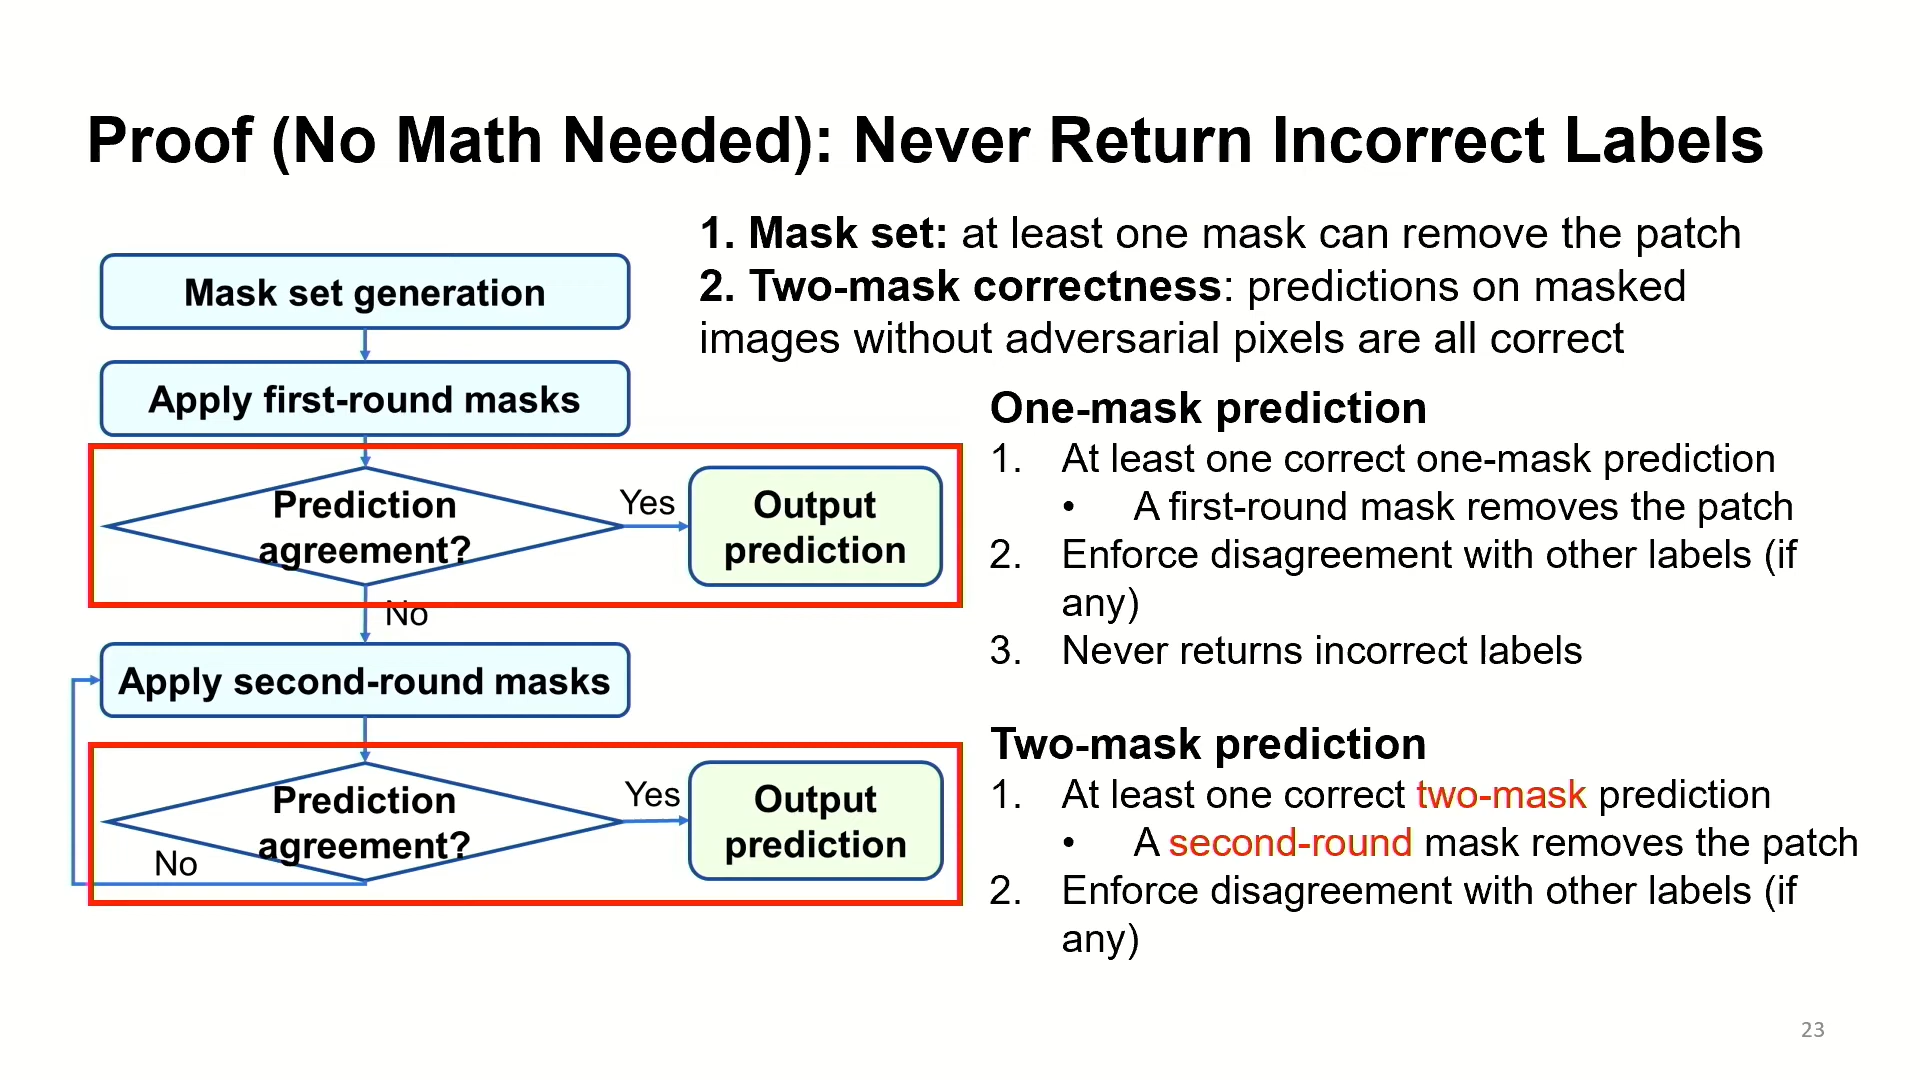 Proof (No Math Needed): Never Return Incorrect Labels
1. Mask set: at least one mask can remove the patch
2. Two-mask correctness: predictions on masked
images without adversarial pixels are all correct
Mask set generation
Apply first-round masks
Prediction
agreement?
Yes
Output
prediction
No
Apply second-round masks
Prediction
agreement?
Yes
Output
prediction
No
One-mask prediction
1. At least one correct one-mask prediction
• A first-round mask removes the patch
2. Enforce disagreement with other labels (if
any)
3. Never returns incorrect labels
Two-mask prediction
1. At least one correct two-mask prediction
• A second-round mask removes the patch
2. Enforce disagreement with other labels (if
any)
23